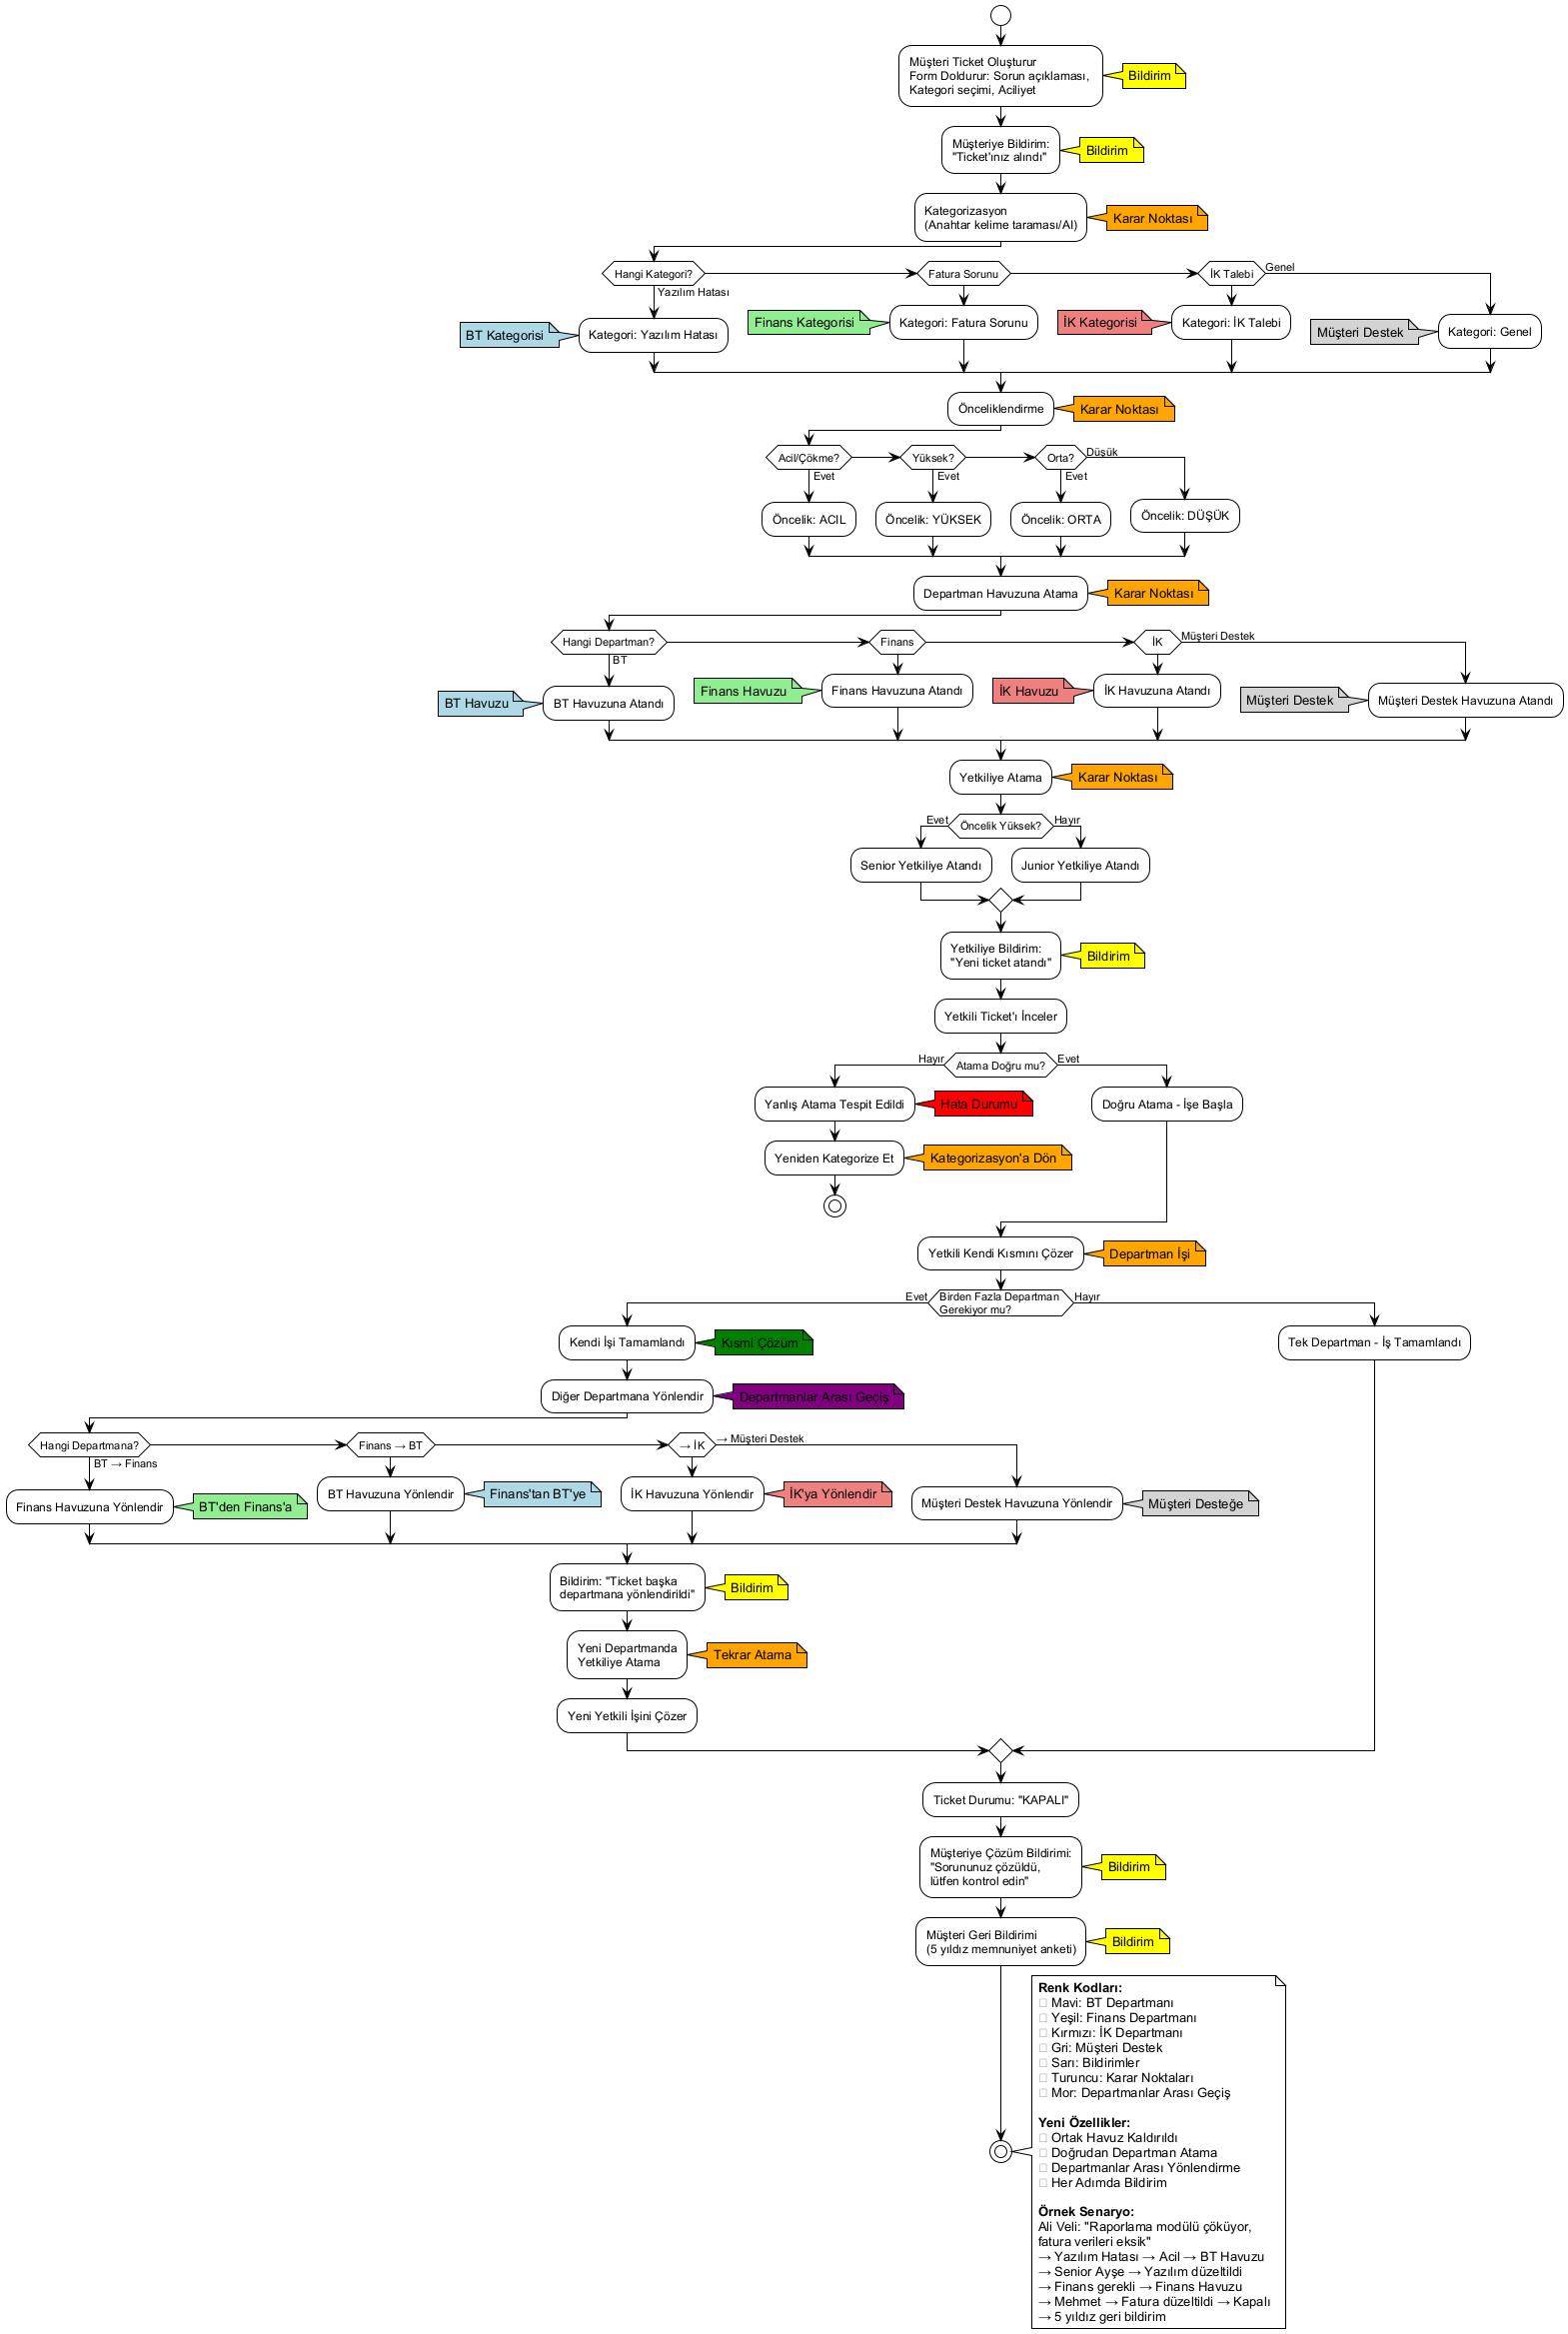 Müşteri Ticket Oluşturur
Form Doldurur: Sorun açıklaması,
Kategori seçimi, Aciliyet
Bildirim
Müşteriye Bildirim:
"Ticket'ınız alındı"
Bildirim
Kategorizasyon
(Anahtar kelime taraması/AI)
Karar Noktası
Hangi Kategori?
Yazılım Hatası
Fatura Sorunu
İK Talebi
Genel
BT Kategorisi
Kategori: Yazılım Hatası
Finans Kategorisi
Kategori: Fatura Sorunu
İK Kategorisi
Kategori: İK Talebi
Müşteri Destek
Kategori: Genel
Önceliklendirme
Karar Noktası
Acil/Çökme?
Evet
Yüksek?
Evet
Orta?
Evet
Düşük
Öncelik: ACIL
Öncelik: YÜKSEK
Öncelik: ORTA
Öncelik: DÜŞÜK
Departman Havuzuna Atama
Karar Noktası
Hangi Departman?
BT
Finans
İK
Müşteri Destek
BT Havuzu
BT Havuzuna Atandı
Finans Havuzu
Finans Havuzuna Atandı
İK Havuzu
İK Havuzuna Atandı
Müşteri Destek
Müşteri Destek Havuzuna Atandı
Yetkiliye Atama
Karar Noktası
Evet
Öncelik Yüksek?
Hayır
Senior Yetkiliye Atandı
Junior Yetkiliye Atandı
Yetkiliye Bildirim:
"Yeni ticket atandı"
Bildirim
Yetkili Ticket'ı İnceler
Hayır
Atama Doğru mu?
Evet
Yanlış Atama Tespit Edildi
Hata Durumu
Doğru Atama - İşe Başla
Yeniden Kategorize Et
Kategorizasyon'a Dön
Yetkili Kendi Kısmını Çözer
Departman İşi
Evet
Birden Fazla Departman
Gerekiyor mu?
Hayır
Kendi İşi Tamamlandı
Kısmi Çözüm
Tek Departman - İş Tamamlandı
Diğer Departmana Yönlendir
Departmanlar Arası Geçiş
Hangi Departmana?
BT → Finans
Finans → BT
→ İK
→ Müşteri Destek
Finans Havuzuna Yönlendir
BT'den Finans'a
BT Havuzuna Yönlendir
Finans'tan BT'ye
İK Havuzuna Yönlendir
İK'ya Yönlendir
Müşteri Destek Havuzuna Yönlendir
Müşteri Desteğe
Bildirim: "Ticket başka
departmana yönlendirildi"
Bildirim
Yeni Departmanda
Yetkiliye Atama
Tekrar Atama
Yeni Yetkili İşini Çözer
Ticket Durumu: "KAPALI"
Müşteriye Çözüm Bildirimi:
"Sorununuz çözüldü,
lütfen kontrol edin"
Bildirim
Müşteri Geri Bildirimi
(5 yıldız memnuniyet anketi)
Bildirim
Renk Kodları:
Mavi: BT Departmanı
Yeşil: Finans Departmanı
Kırmızı: İK Departmanı
Gri: Müşteri Destek
Sarı: Bildirimler
Turuncu: Karar Noktaları
Mor: Departmanlar Arası Geçiş
Yeni Özellikler:
Ortak Havuz Kaldırıldı
Doğrudan Departman Atama
Departmanlar Arası Yönlendirme
Her Adımda Bildirim
Örnek Senaryo:
Ali Veli: "Raporlama modülü çöküyor,
fatura verileri eksik"
→ Yazılım Hatası → Acil → BT Havuzu
→ Senior Ayşe → Yazılım düzeltildi
→ Finans gerekli → Finans Havuzu
→ Mehmet → Fatura düzeltildi → Kapalı
→ 5 yıldız geri bildirim